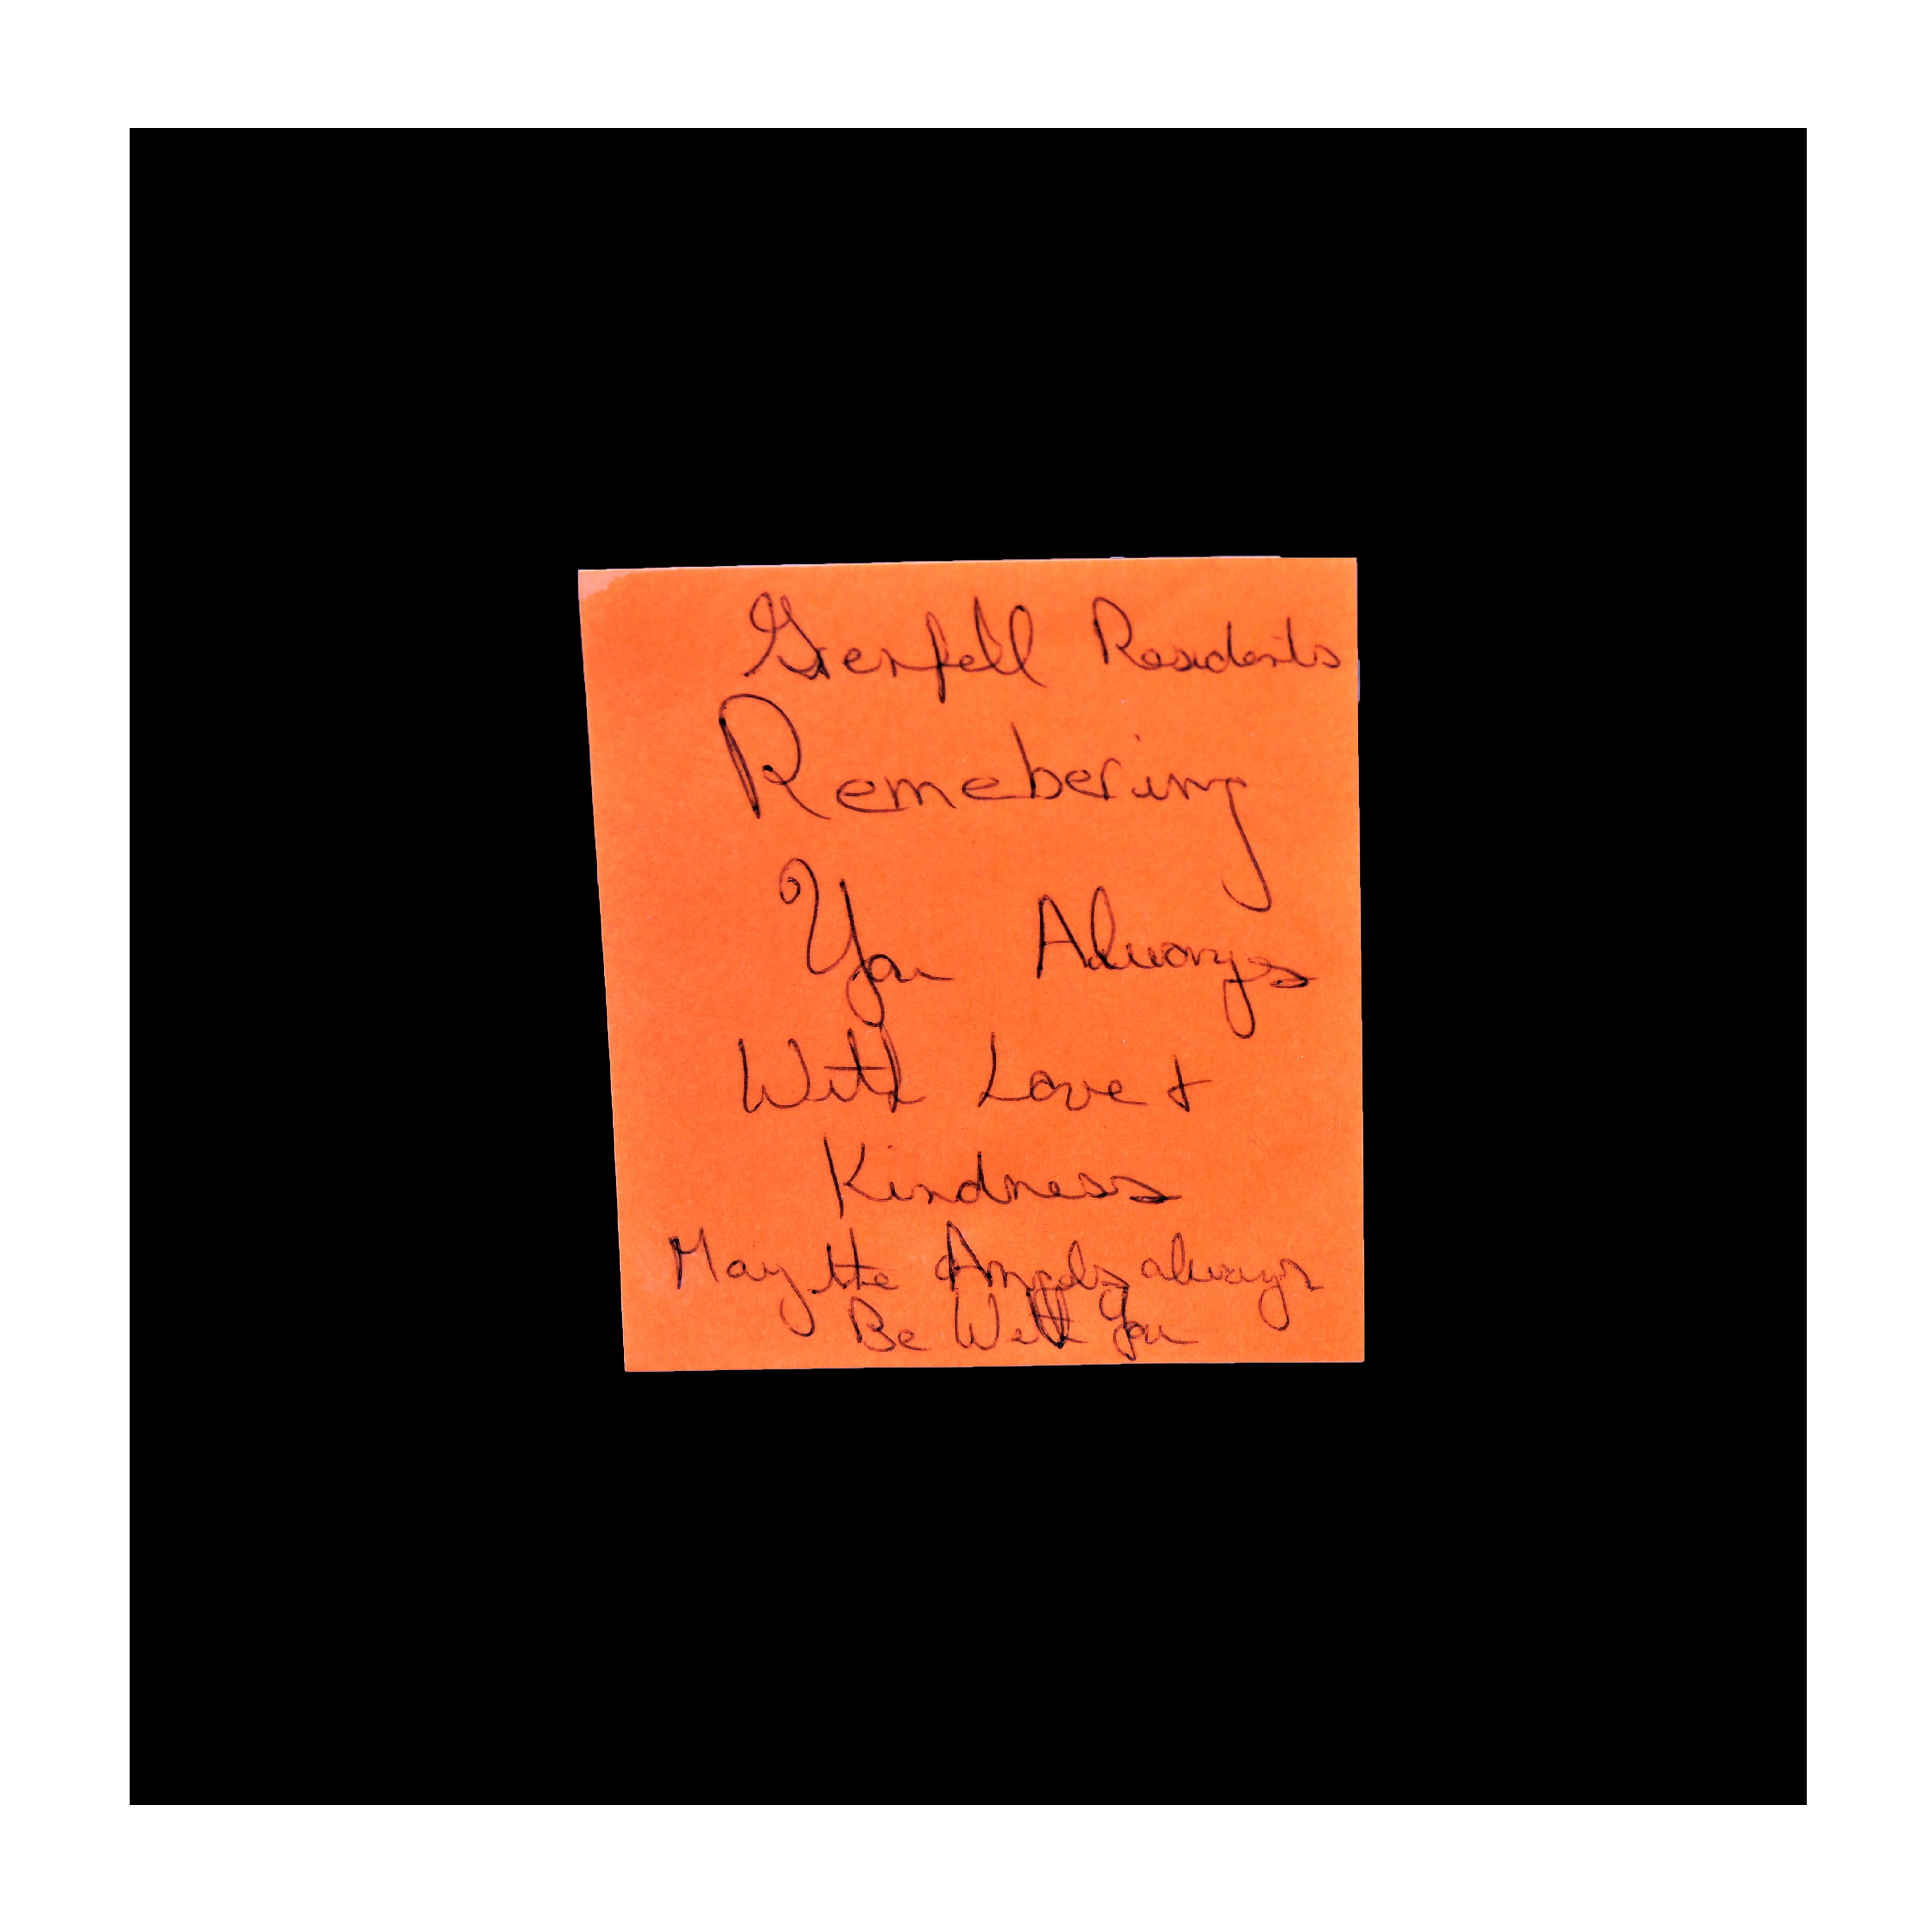 Grenfell Residents
Remebering
You Always
With Love +
Kindness
May the Angels always
Be With You